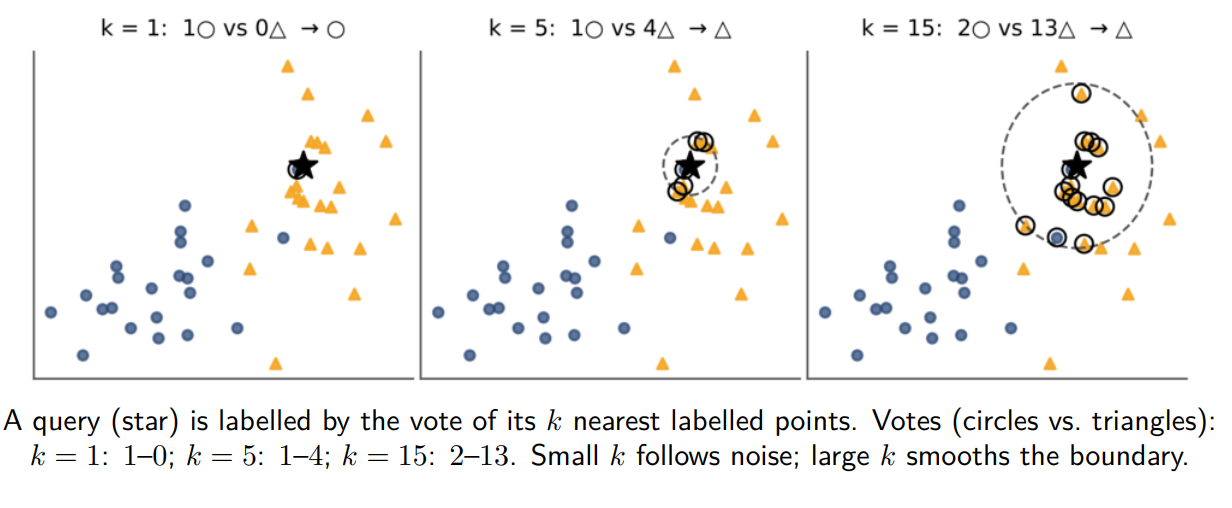 k = 1: 1○ vs 0△ → ○
k = 5: 1○ vs 4△ → △
k = 15: 2○ vs 13△ → △
A query (star) is labelled by the vote of its k nearest labelled points. Votes (circles vs. triangles):
k = 1: 1–0; k = 5: 1–4; k = 15: 2–13. Small k follows noise; large k smooths the boundary.